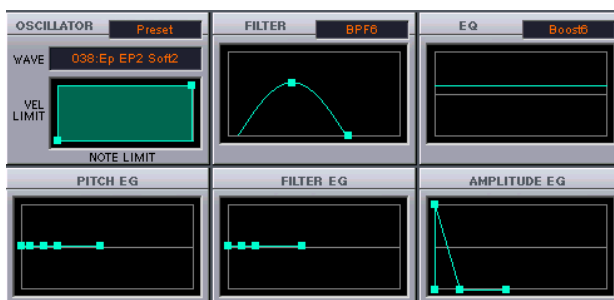 OSCILLATOR Preset
FILTER BPF6
EQ Boost6
WAVE 038:Ep EP2 Soft2
VEL
LIMIT
NOTE LIMIT
PITCH EG
FILTER EG
AMPLITUDE EG